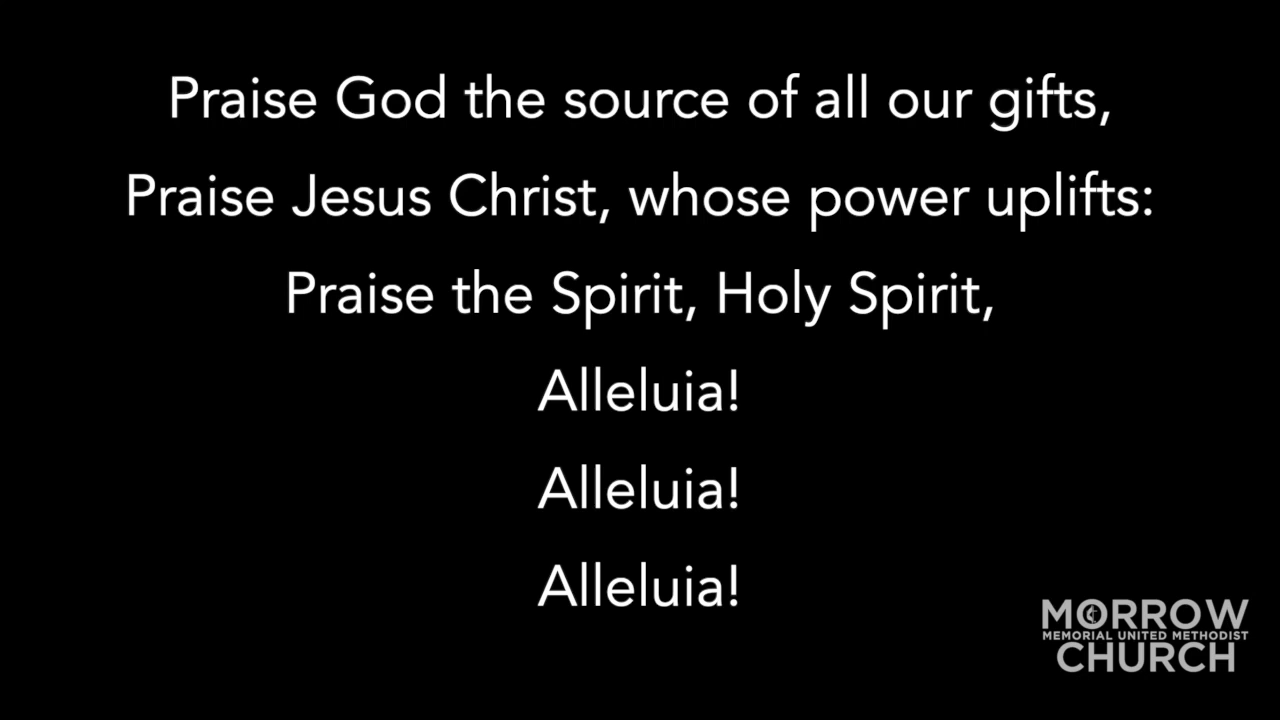 Praise God the source of all our gifts,
Praise Jesus Christ, whose power uplifts:
Praise the Spirit, Holy Spirit,
Alleluia!
Alleluia!
Alleluia!
MORROW
MEMORIAL UNITED METHODIST
CHURCH